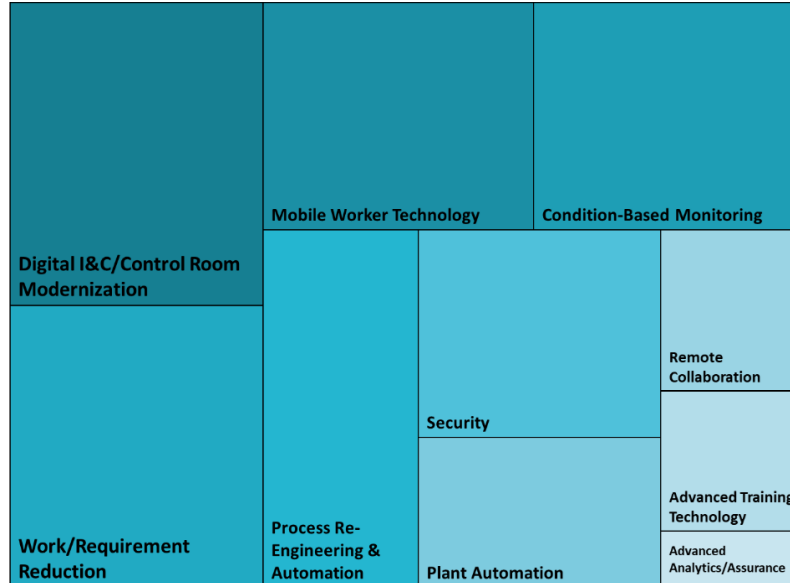 Digital I&C/Control Room
Modernization
Mobile Worker Technology
Condition-Based Monitoring
Work/Requirement
Reduction
Process Re-
Engineering &
Automation
Security
Plant Automation
Remote
Collaboration
Advanced Training
Technology
Advanced
Analytics/Assurance